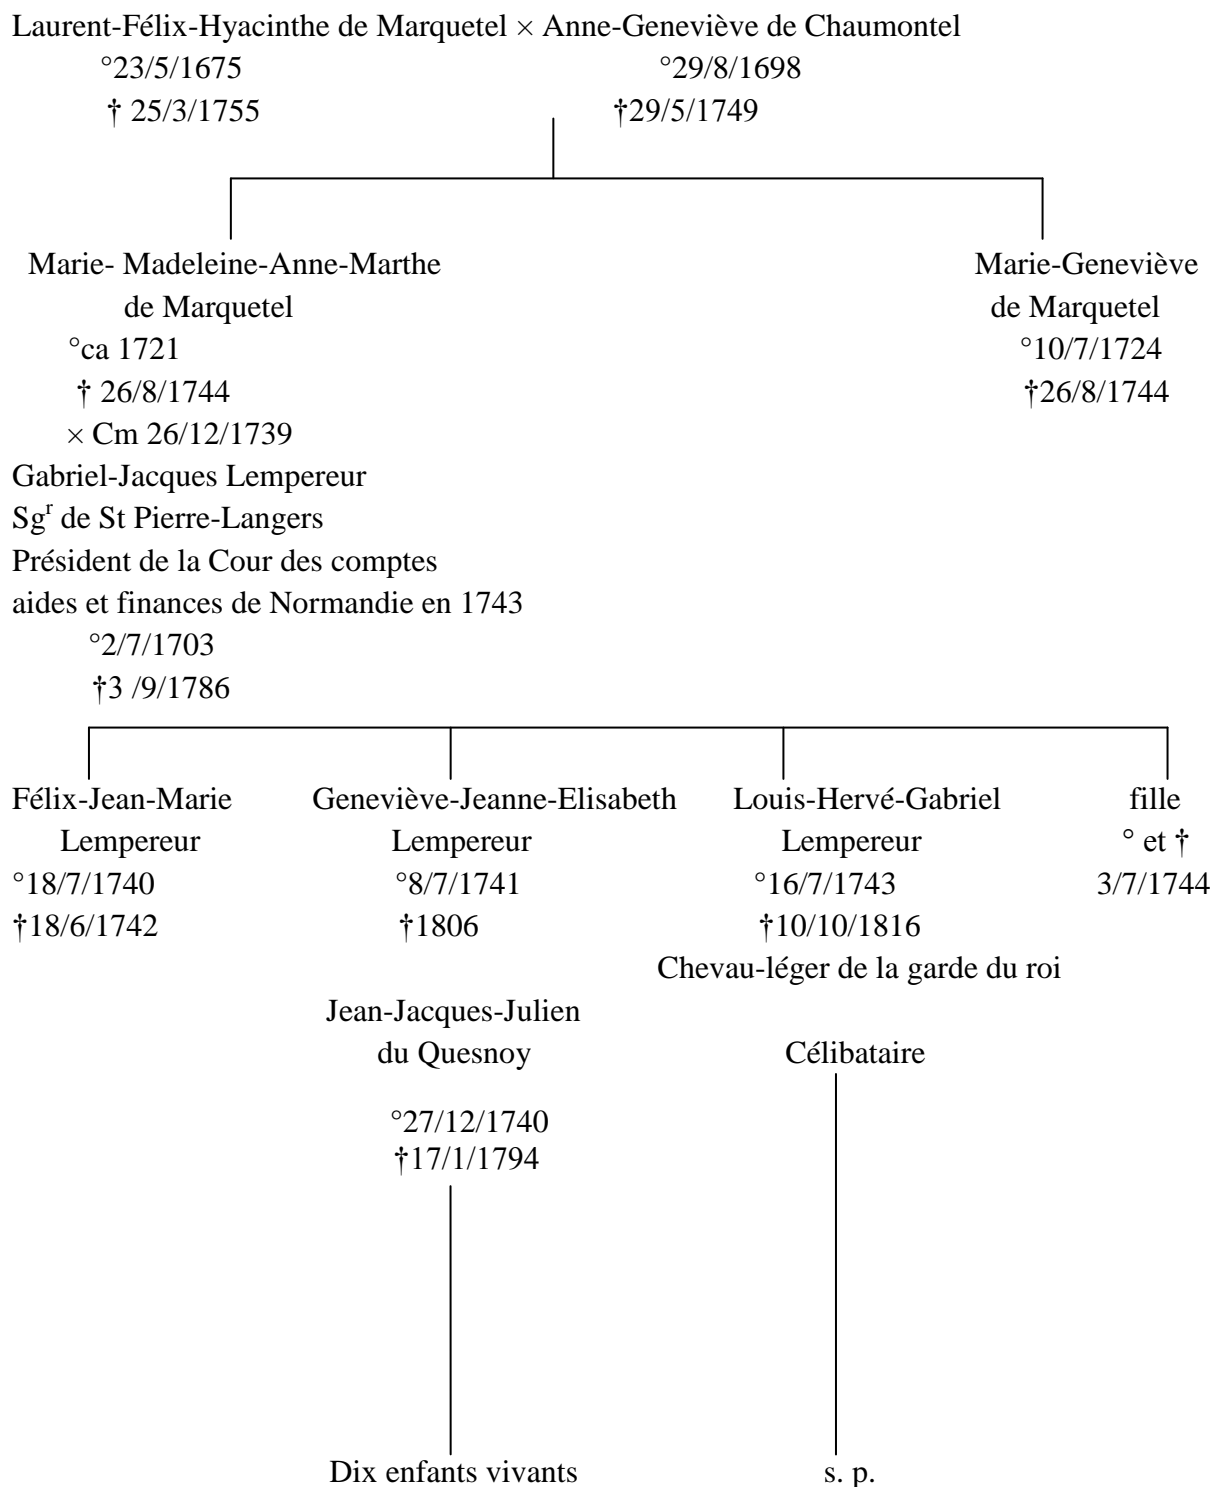 Laurent-Félix-Hyacinthe de Marquetel × Anne-Geneviève de Chaumontel
°23/5/1675 °29/8/1698
† 25/3/1755 †29/5/1749
Marie- Madeleine-Anne-Marthe Marie-Geneviève
de Marquetel de Marquetel
°ca 1721 °10/7/1724
† 26/8/1744 †26/8/1744
× Cm 26/12/1739
Gabriel-Jacques Lempereur
Sgr de St Pierre-Langers
Président de la Cour des comptes
aides et finances de Normandie en 1743
°2/7/1703
†3 /9/1786
Félix-Jean-Marie Geneviève-Jeanne-Elisabeth Louis-Hervé-Gabriel fille
Lempereur Lempereur Lempereur ° et †
°18/7/1740 °8/7/1741 °16/7/1743 3/7/1744
†18/6/1742 †1806 †10/10/1816
Chevau-léger de la garde du roi
Jean-Jacques-Julien
du Quesnoy Célibataire
°27/12/1740
†17/1/1794
Dix enfants vivants s. p.